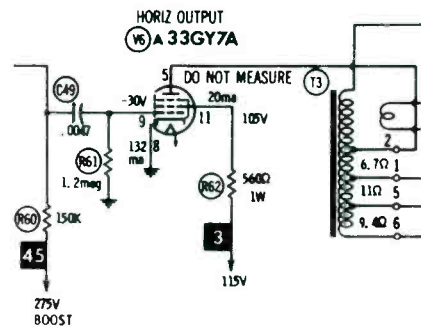 HORIZ OUTPUT
V6 A 33GY7A
5 DO NOT MEASURE T3
C49
-30V 20ma
.0047 9 11 105V
2
132 8
ma
R61
1.2meg
R62 560Ω
1W
6.7Ω 1
11Ω 5
9.4Ω 6
R60 150K
45
3
275V
BOOST
115V